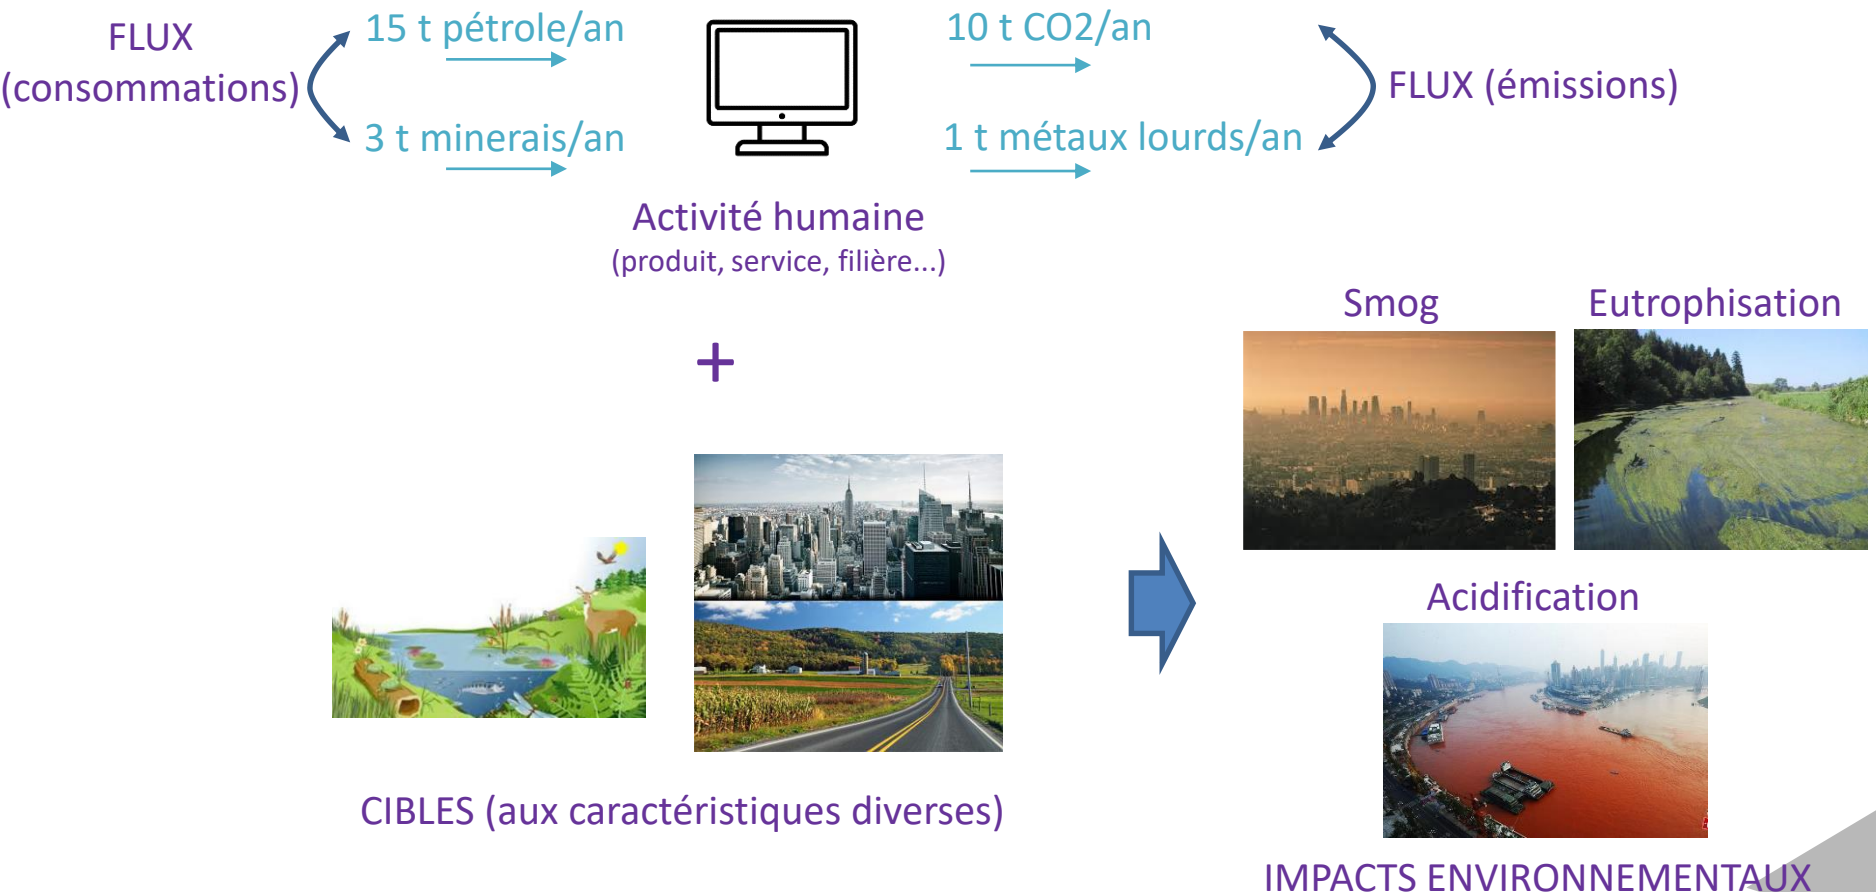 FLUX
(consommations)
15 t pétrole/an
3 t minerais/an
10 t CO2/an
1 t métaux lourds/an
FLUX (émissions)
Activité humaine
(produit, service, filière...)
+
Smog
Eutrophisation
Acidification
CIBLES (aux caractéristiques diverses)
IMPACTS ENVIRONNEMENTAUX